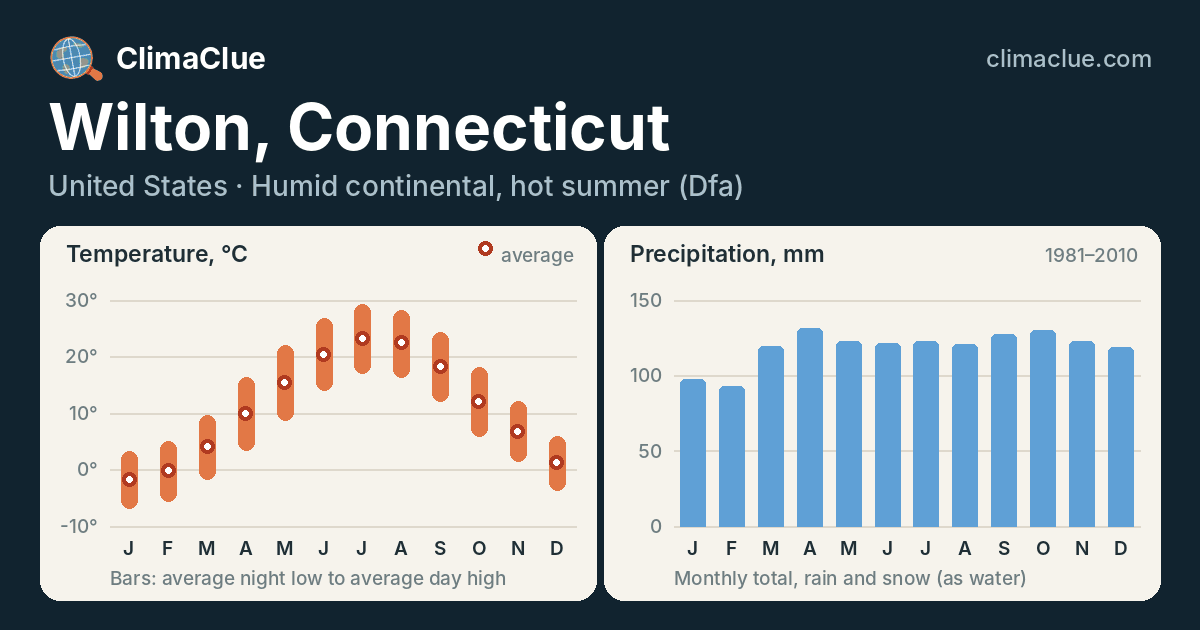 ClimaClue
climaclue.com
Wilton, Connecticut
United States · Humid continental, hot summer (Dfa)
Temperature, °C
average
30°
20°
10°
0°
-10°
J F M A M J J A S O N D
Bars: average night low to average day high
Precipitation, mm
1981–2010
150
100
50
0
J F M A M J J A S O N D
Monthly total, rain and snow (as water)